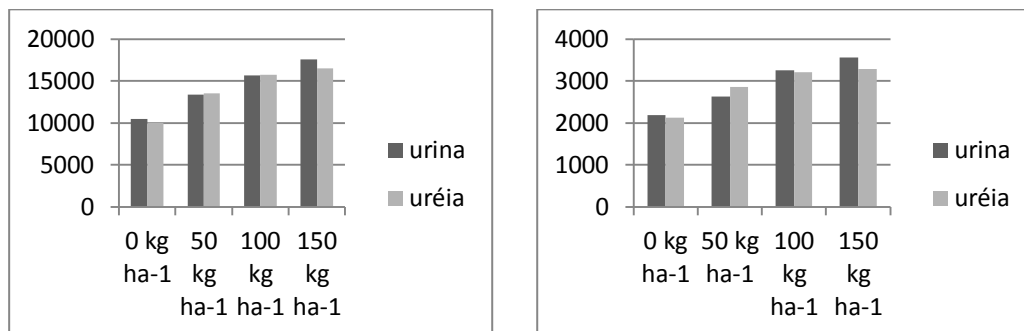 20000
15000
10000
5000
0
0 kg 50 100 150
ha-1 kg kg kg
ha-1 ha-1 ha-1
urina
uréia
4000
3000
2000
1000
0
0 kg 50 kg 100 150
ha-1 ha-1 kg kg
ha-1 ha-1
urina
uréia